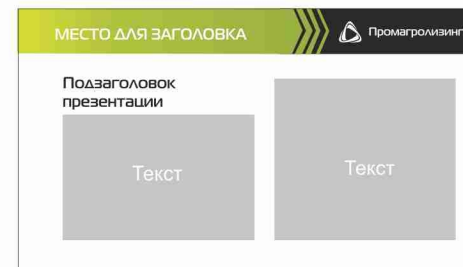 МЕСТО ДЛЯ ЗАГОЛОВКА
Промагролизинг
Подзаголовок
презентации
Текст
Текст